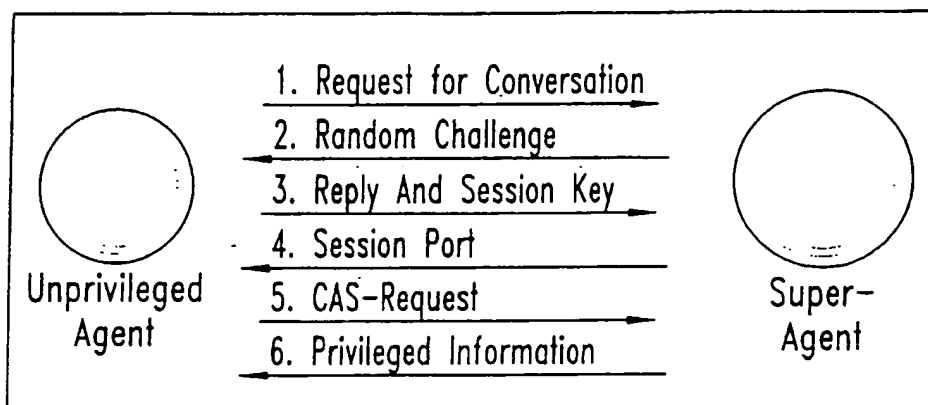 1. Request for Conversation
2. Random Challenge
3. Reply And Session Key
4. Session Port
5. CAS-Request
6. Privileged Information
Unprivileged
Agent
Super-
Agent